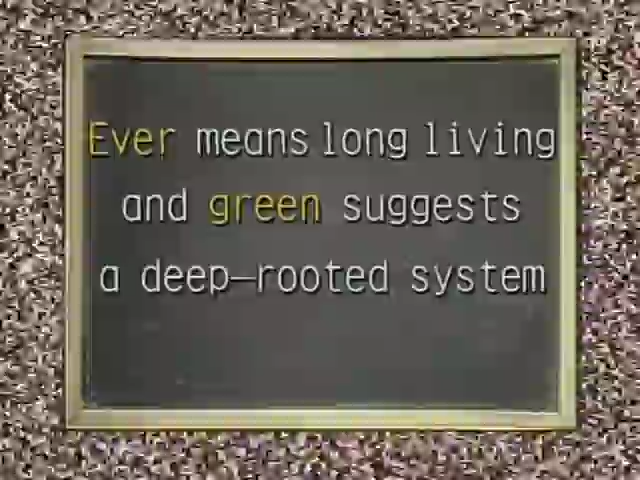 Ever means long living
and green suggests
a deep-rooted system